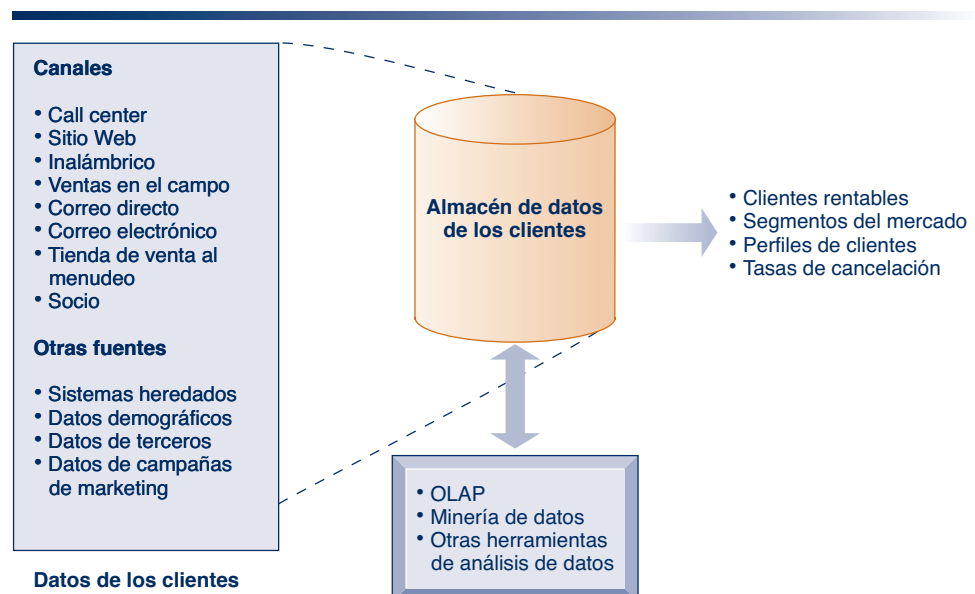 Canales
• Call center
• Sitio Web
• Inalámbrico
• Ventas en el campo
• Correo directo
• Correo electrónico
• Tienda de venta al
menudeo
• Socio
Otras fuentes
• Sistemas heredados
• Datos demográficos
• Datos de terceros
• Datos de campañas
de marketing
Datos de los clientes
Almacén de datos
de los clientes
• Clientes rentables
• Segmentos del mercado
• Perfiles de clientes
• Tasas de cancelación
• OLAP
• Minería de datos
• Otras herramientas
de análisis de datos